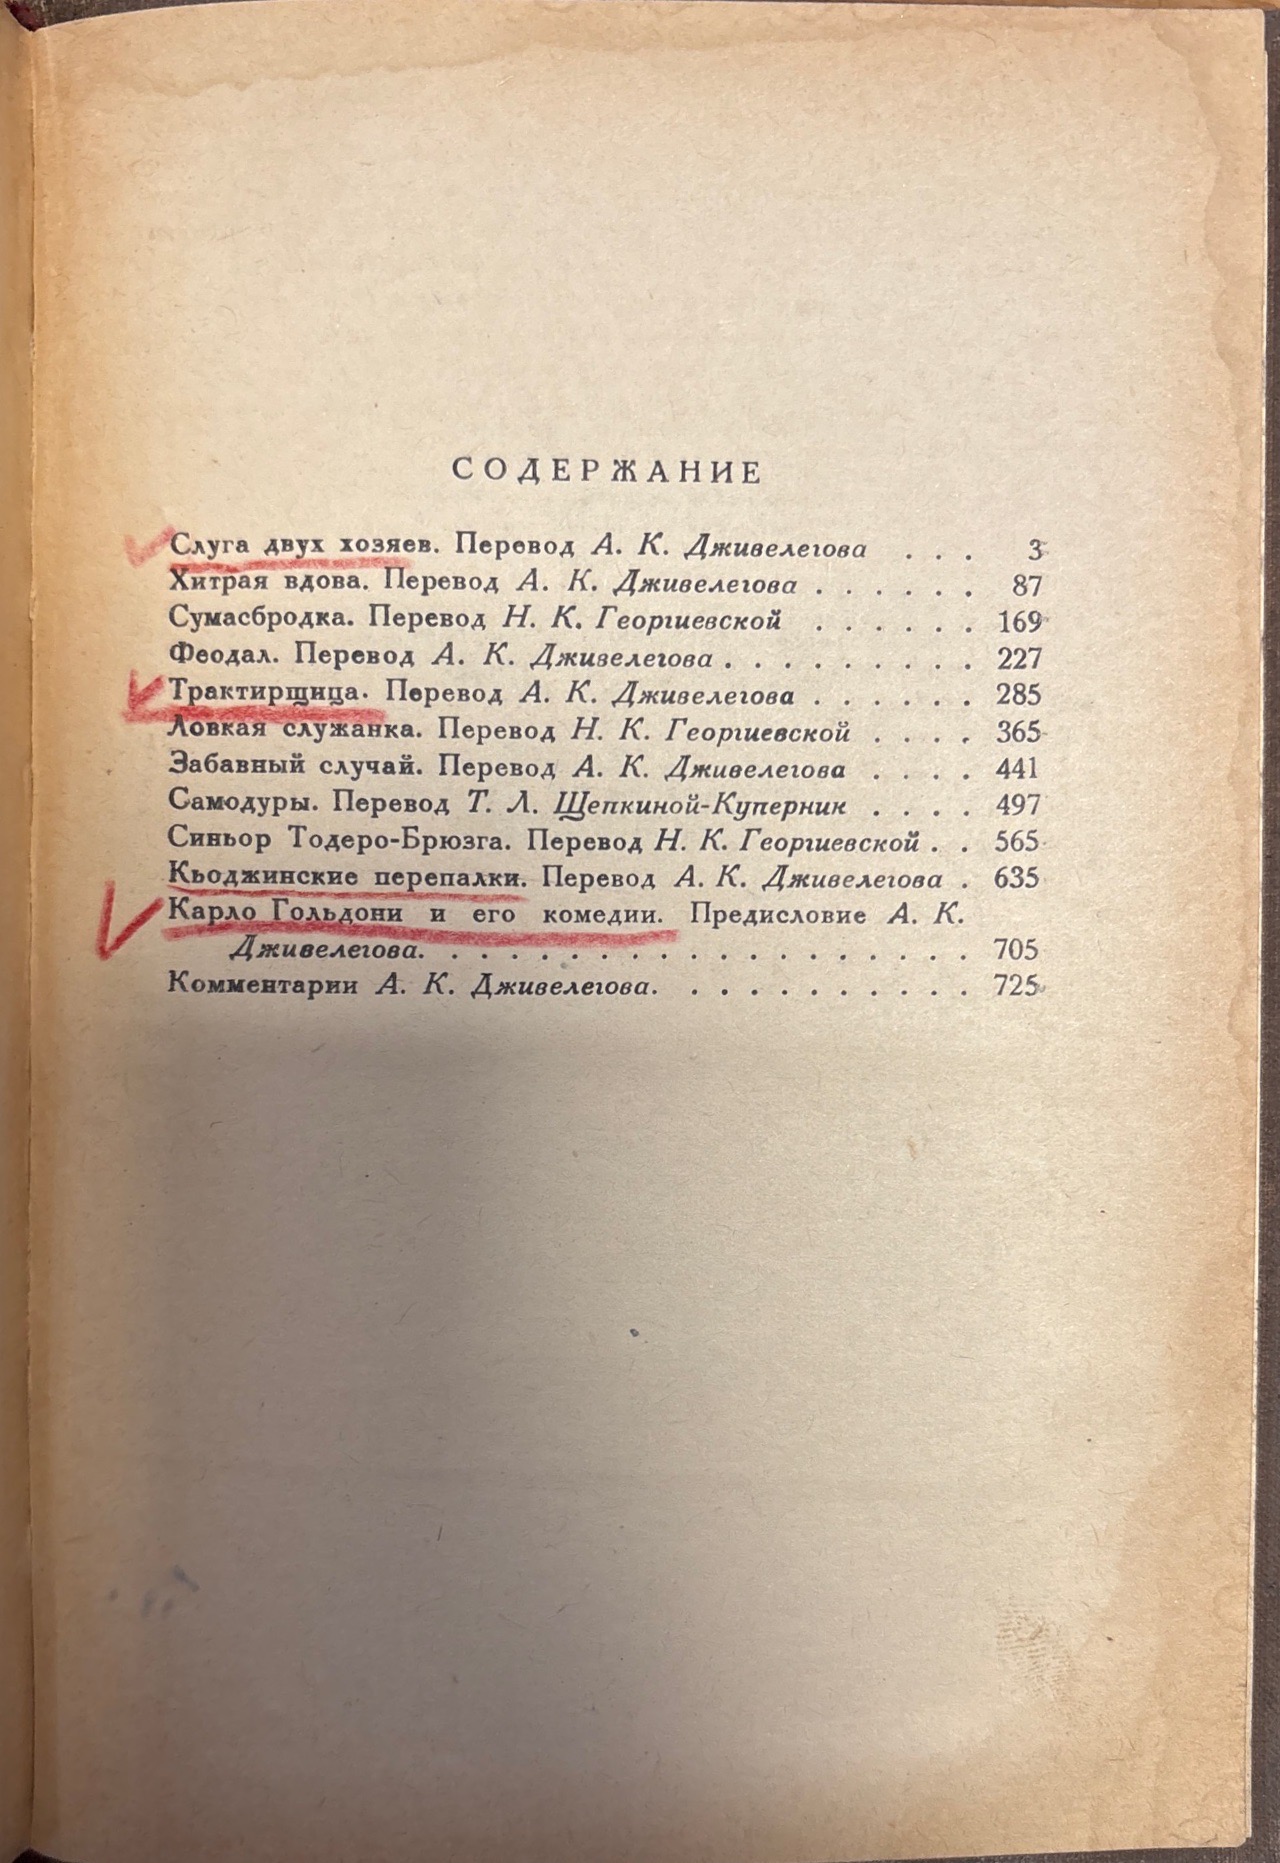 СОДЕРЖАНИЕ
Слуга двух хозяев. Перевод А. К. Дживелегова . . . 3
Хитрая вдова. Перевод А. К. Дживелегова . . . . . . 87
Сумасбродка. Перевод Н. К. Георгиевской . . . . . . 169
Феодал. Перевод А. К. Дживелегова . . . . . . . . . 227
Трактирщица. Перевод А. К. Дживелегова . . . . . . 285
Ловкая служанка. Перевод Н. К. Георгиевской . . . . 365
Забавный случай. Перевод А. К. Дживелегова . . . . 441
Самодуры. Перевод Т. Л. Щепкиной-Куперник . . . . 497
Синьор Тодеро-Брюзга. Перевод Н. К. Георгиевской . . 565
Кьоджинские перепалки. Перевод А. К. Дживелегова . 635
Карло Гольдони и его комедии. Предисловие А. К.
Дживелегова. . . . . . . . . . . . . . . . . . . 705
Комментарии А. К. Дживелегова. . . . . . . . . . . 725